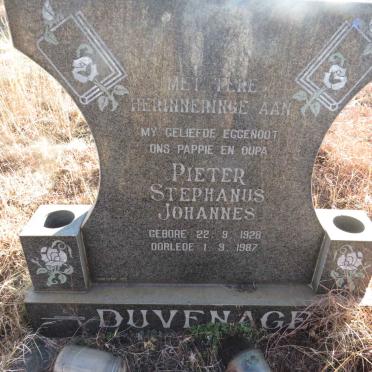 MET TERE
HERINNERINGE AAN
MY GELIEFDE EGGENOOT
ONS PAPPIE EN OUPA
PIETER
STEPHANUS
JOHANNES
GEBORE 22. 9. 1928
OORLEDE 1. 9. 1987
DUVENAGE